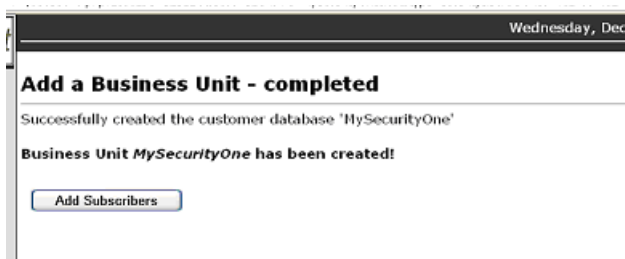 Wednesday, Dec
Add a Business Unit - completed
Successfully created the customer database 'MySecurityOne'
Business Unit MySecurityOne has been created!
Add Subscribers